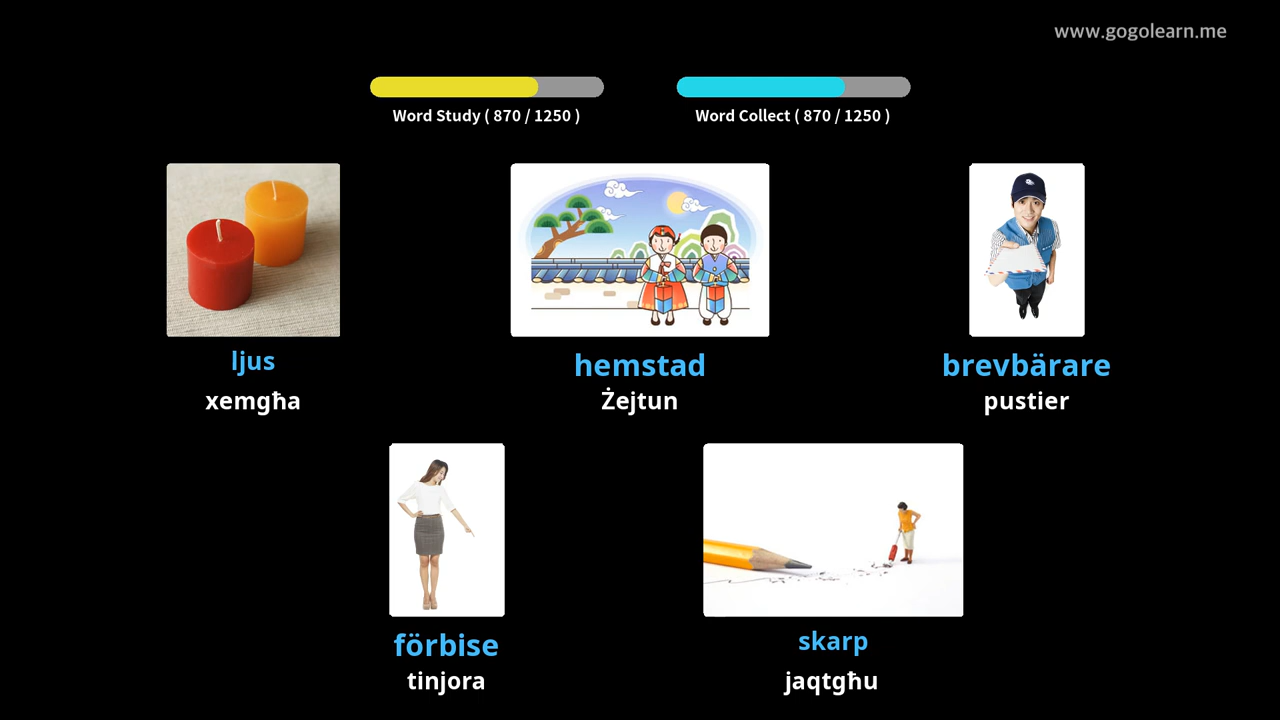 www.gogolearn.me
Word Study ( 870 / 1250 )
Word Collect ( 870 / 1250 )
ljus
xemgħa
hemstad
Żejtun
brevbärare
pustier
förbise
tinjora
skarp
jaqtgħu